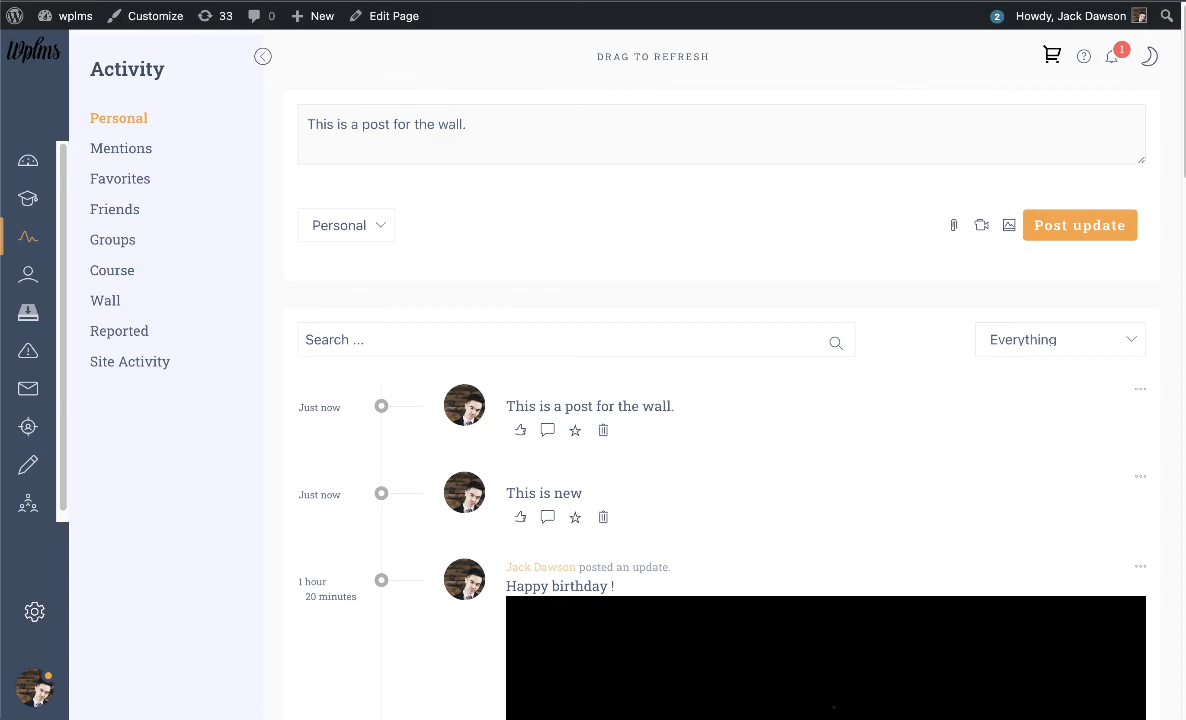 wplms
Customize
33
0
New
Edit Page
2
Howdy, Jack Dawson
Wplms
Activity
DRAG TO REFRESH
1
Personal
Mentions
Favorites
Friends
Groups
Course
Wall
Reported
Site Activity
This is a post for the wall.
Personal
Post update
Search ...
Everything
Just now
This is a post for the wall.
Just now
This is new
1 hour
20 minutes
Jack Dawson posted an update.
Happy birthday !